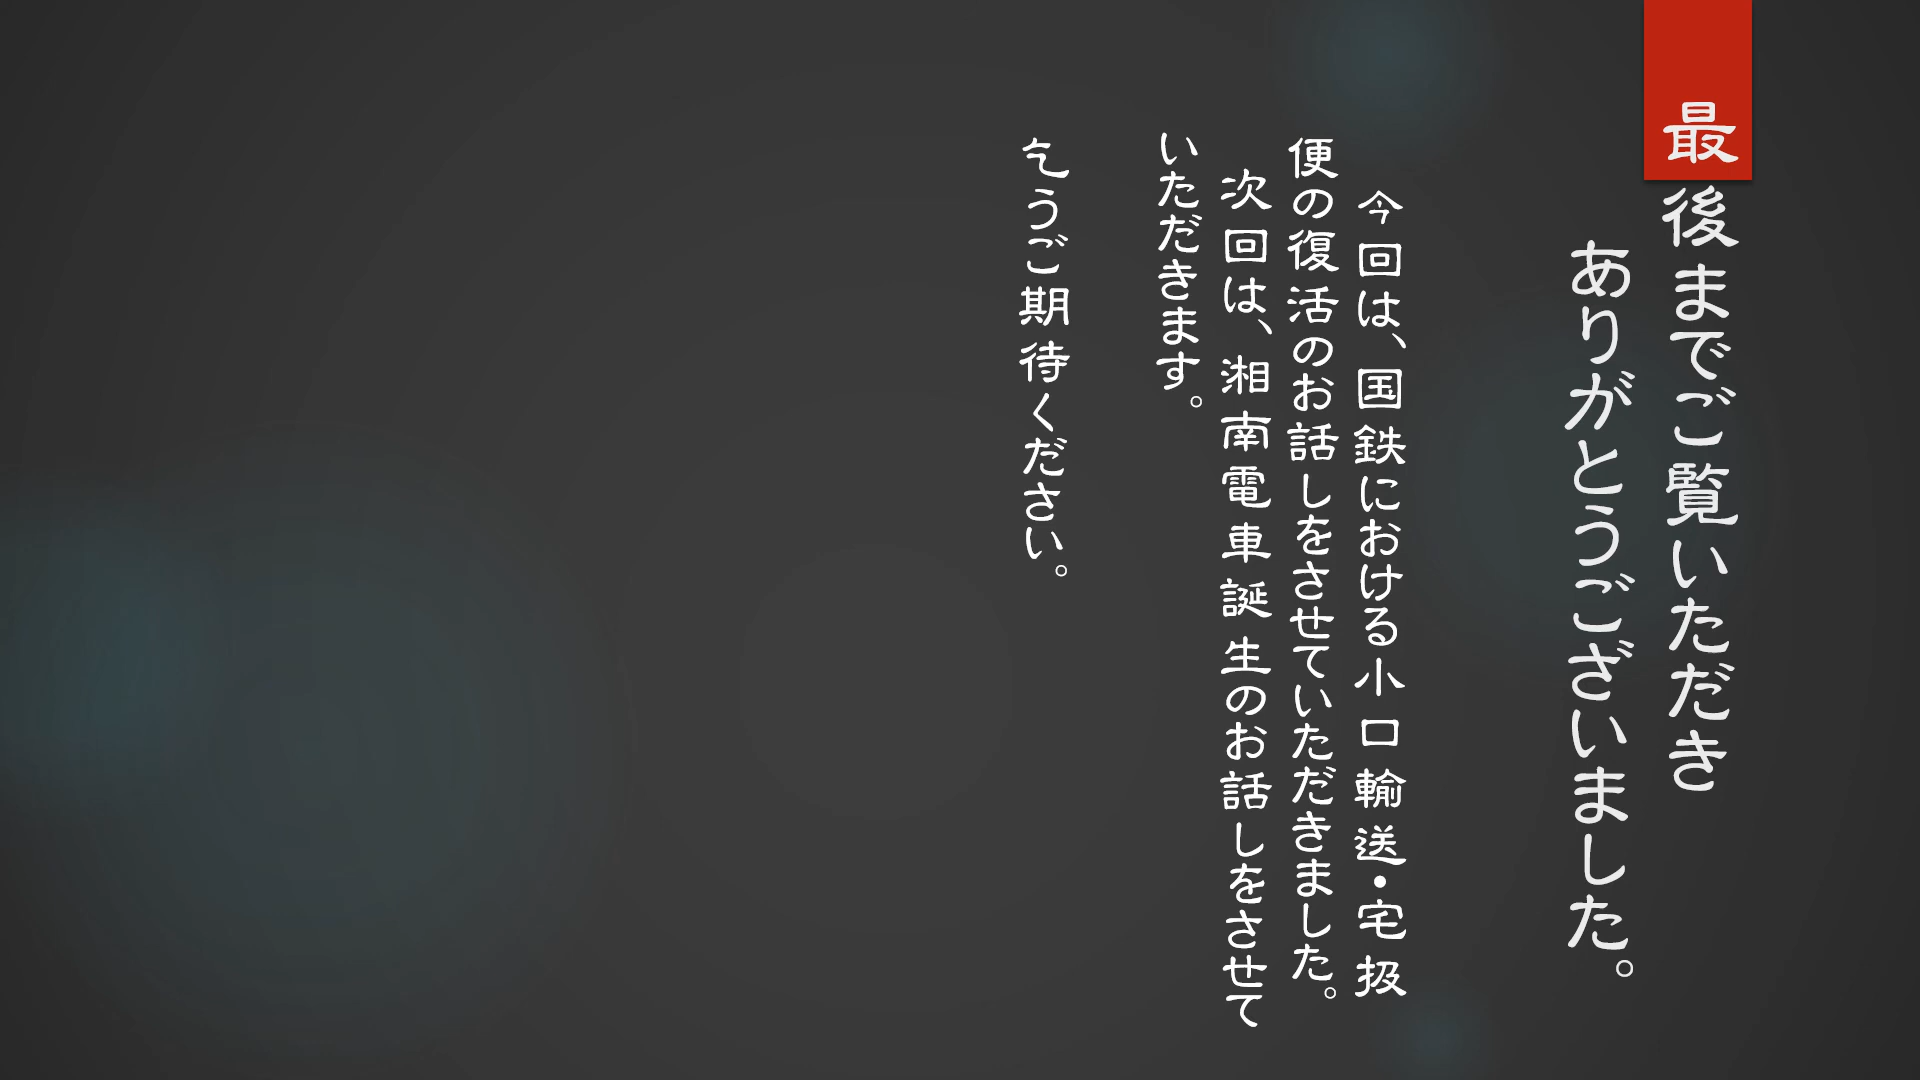 最後までご覧いただき
ありがとうございました。
今回は、国鉄における小口輸送・宅扱
便の復活のお話しをさせていただきました。
次回は、湘南電車誕生のお話しをさせて
いただきます。
乞うご期待ください。